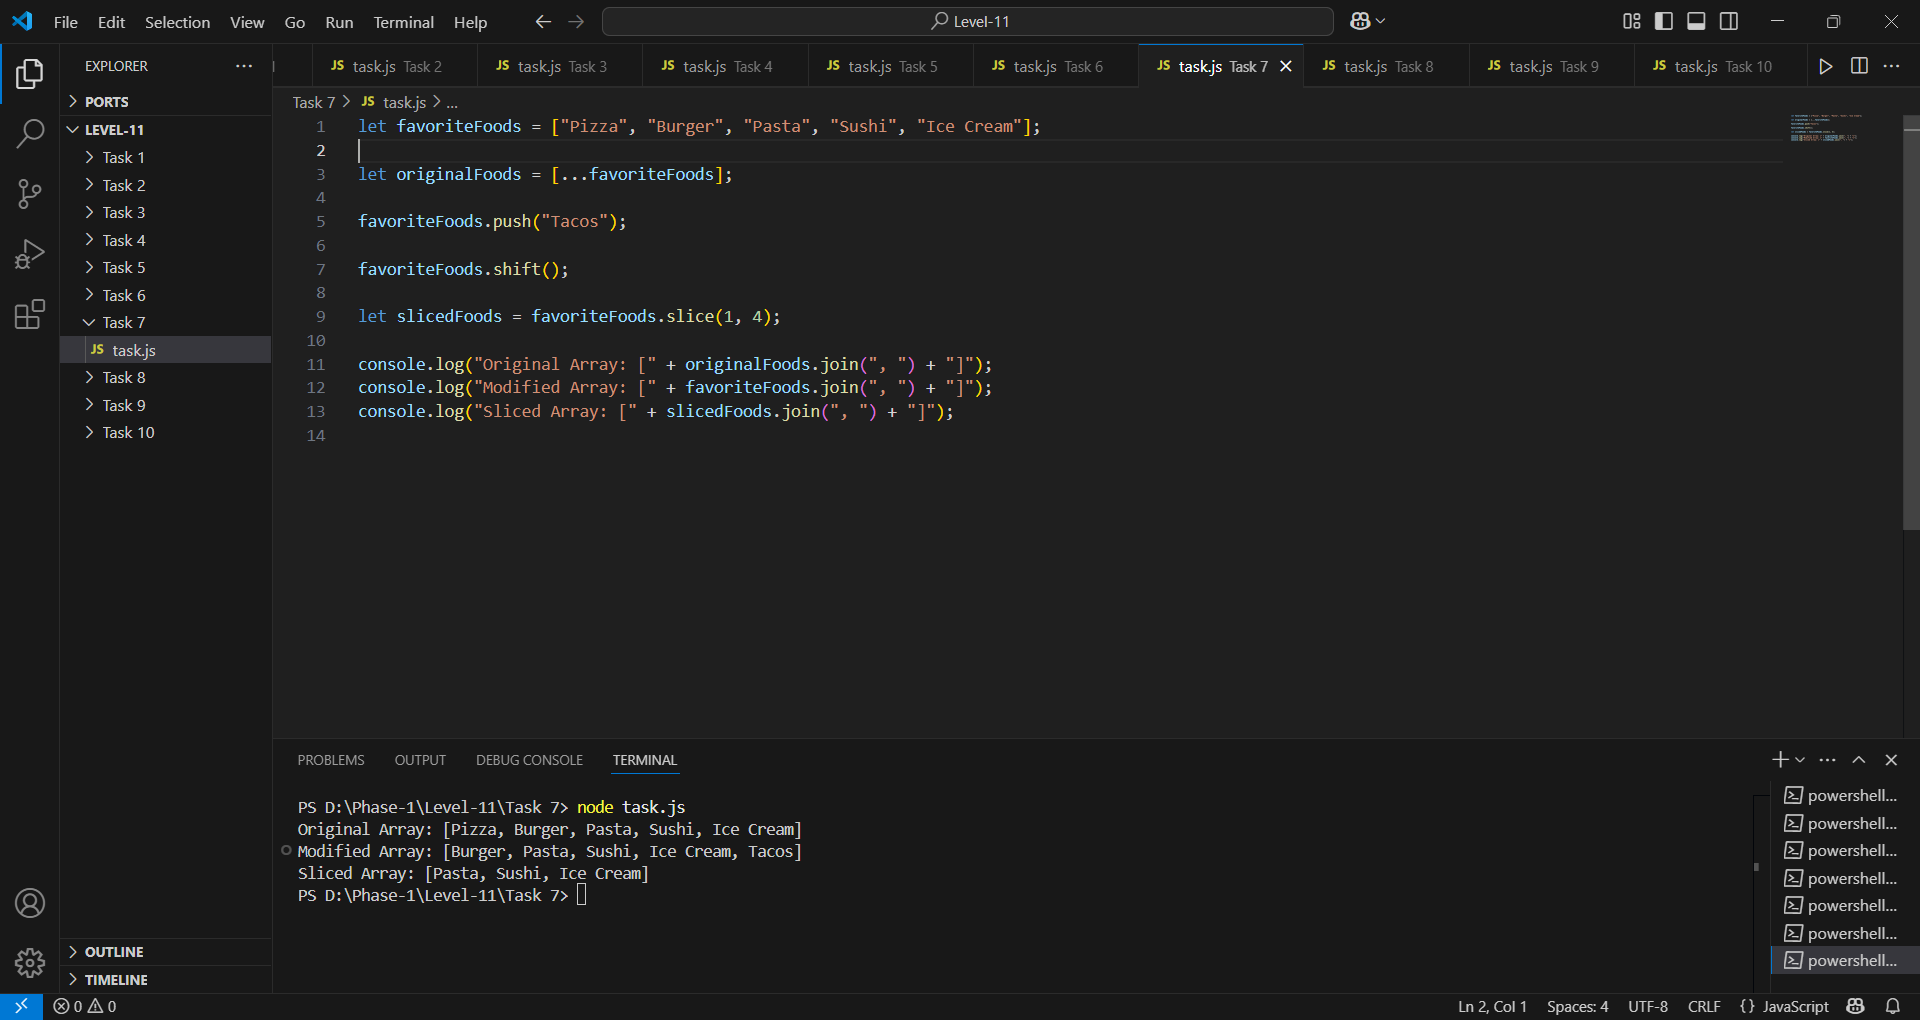 File Edit Selection View Go Run Terminal Help Level-11
EXPLORER
JS task.js Task 2 JS task.js Task 3 JS task.js Task 4 JS task.js Task 5 JS task.js Task 6 JS task.js Task 7 JS task.js Task 8 JS task.js Task 9 JS task.js Task 10
PORTS
LEVEL-11
Task 1
Task 2
Task 3
Task 4
Task 5
Task 6
Task 7
JS task.js
Task 8
Task 9
Task 10
OUTLINE
TIMELINE
Task 7 > JS task.js > ...
1 let favoriteFoods = ["Pizza", "Burger", "Pasta", "Sushi", "Ice Cream"];
2
3 let originalFoods = [...favoriteFoods];
4
5 favoriteFoods.push("Tacos");
6
7 favoriteFoods.shift();
8
9 let slicedFoods = favoriteFoods.slice(1, 4);
10
11 console.log("Original Array: [" + originalFoods.join(", ") + "]");
12 console.log("Modified Array: [" + favoriteFoods.join(", ") + "]");
13 console.log("Sliced Array: [" + slicedFoods.join(", ") + "]");
14
PROBLEMS OUTPUT DEBUG CONSOLE TERMINAL
PS D:\Phase-1\Level-11\Task 7> node task.js
Original Array: [Pizza, Burger, Pasta, Sushi, Ice Cream]
Modified Array: [Burger, Pasta, Sushi, Ice Cream, Tacos]
Sliced Array: [Pasta, Sushi, Ice Cream]
PS D:\Phase-1\Level-11\Task 7>
powershell...
powershell...
powershell...
powershell...
powershell...
powershell...
powershell...
0 0 Ln 2, Col 1 Spaces: 4 UTF-8 CRLF {} JavaScript